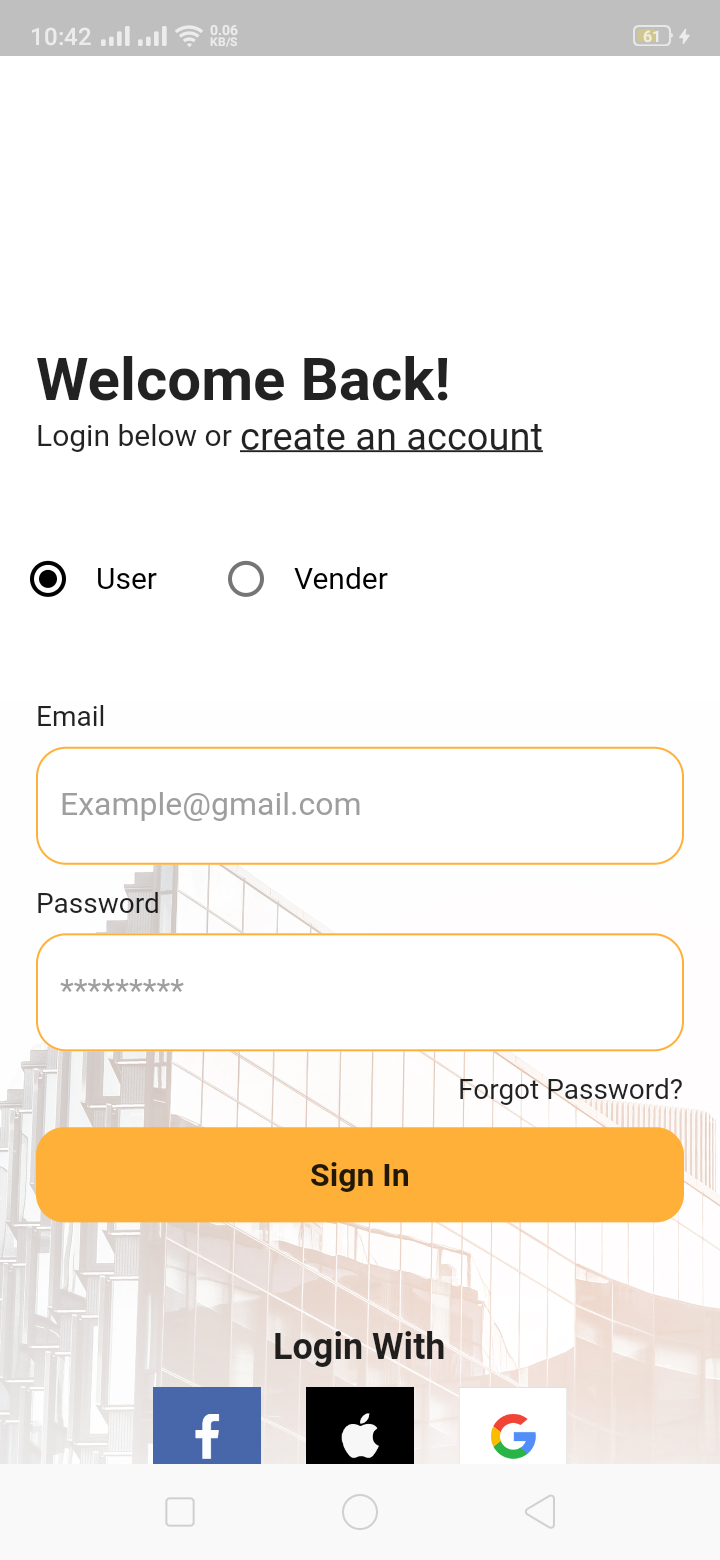 10:42 0.06 KB/S 61
Welcome Back!
Login below or create an account
User Vender
Email
Example@gmail.com
Password
*********
Forgot Password?
Sign In
Login With